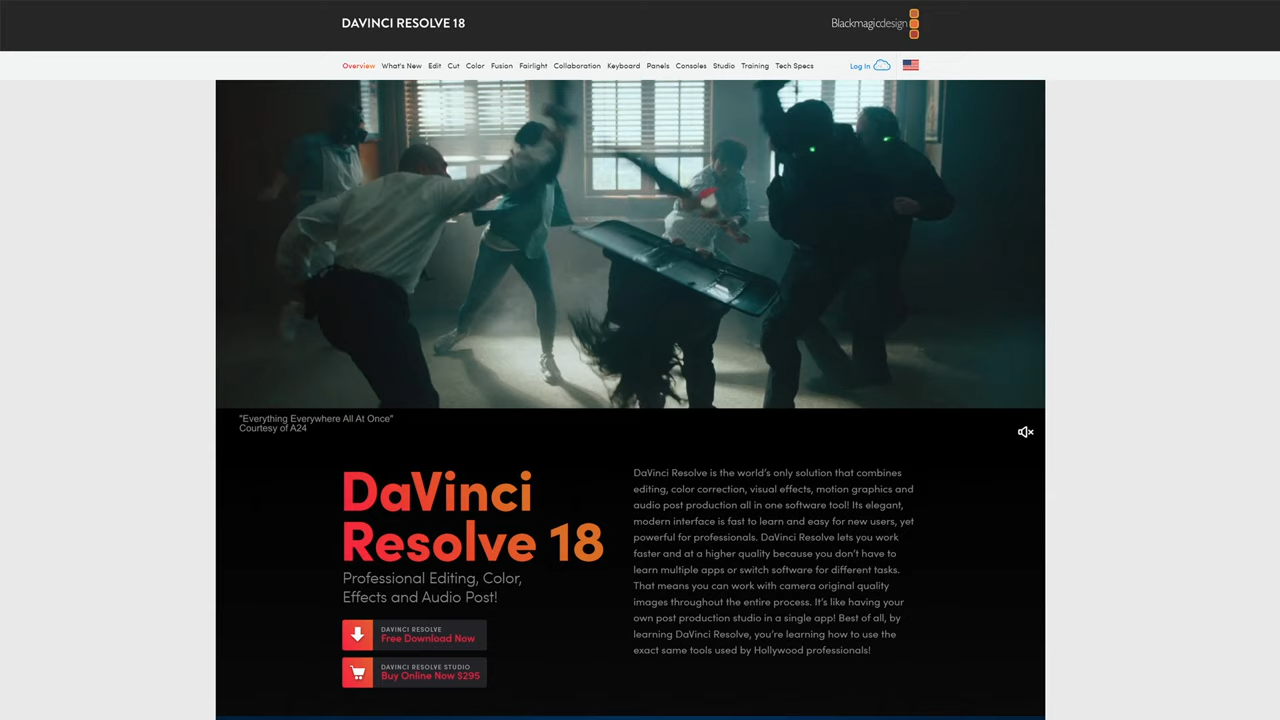 DAVINCI RESOLVE 18
Blackmagicdesign
Overview What's New Edit Cut Color Fusion Fairlight Collaboration Keyboard Panels Consoles Studio Training Tech Specs Log In
"Everything Everywhere All At Once"
Courtesy of A24
DaVinci
Resolve 18
Professional Editing, Color,
Effects and Audio Post!
DAVINCI RESOLVE
Free Download Now
DAVINCI RESOLVE STUDIO
Buy Online Now $295
DaVinci Resolve is the world's only solution that combines
editing, color correction, visual effects, motion graphics and
audio post production all in one software tool! Its elegant,
modern interface is fast to learn and easy for new users, yet
powerful for professionals. DaVinci Resolve lets you work
faster and at a higher quality because you don't have to
learn multiple apps or switch software for different tasks.
That means you can work with camera original quality
images throughout the entire process. It's like having your
own post production studio in a single app! Best of all, by
learning DaVinci Resolve, you're learning how to use the
exact same tools used by Hollywood professionals!